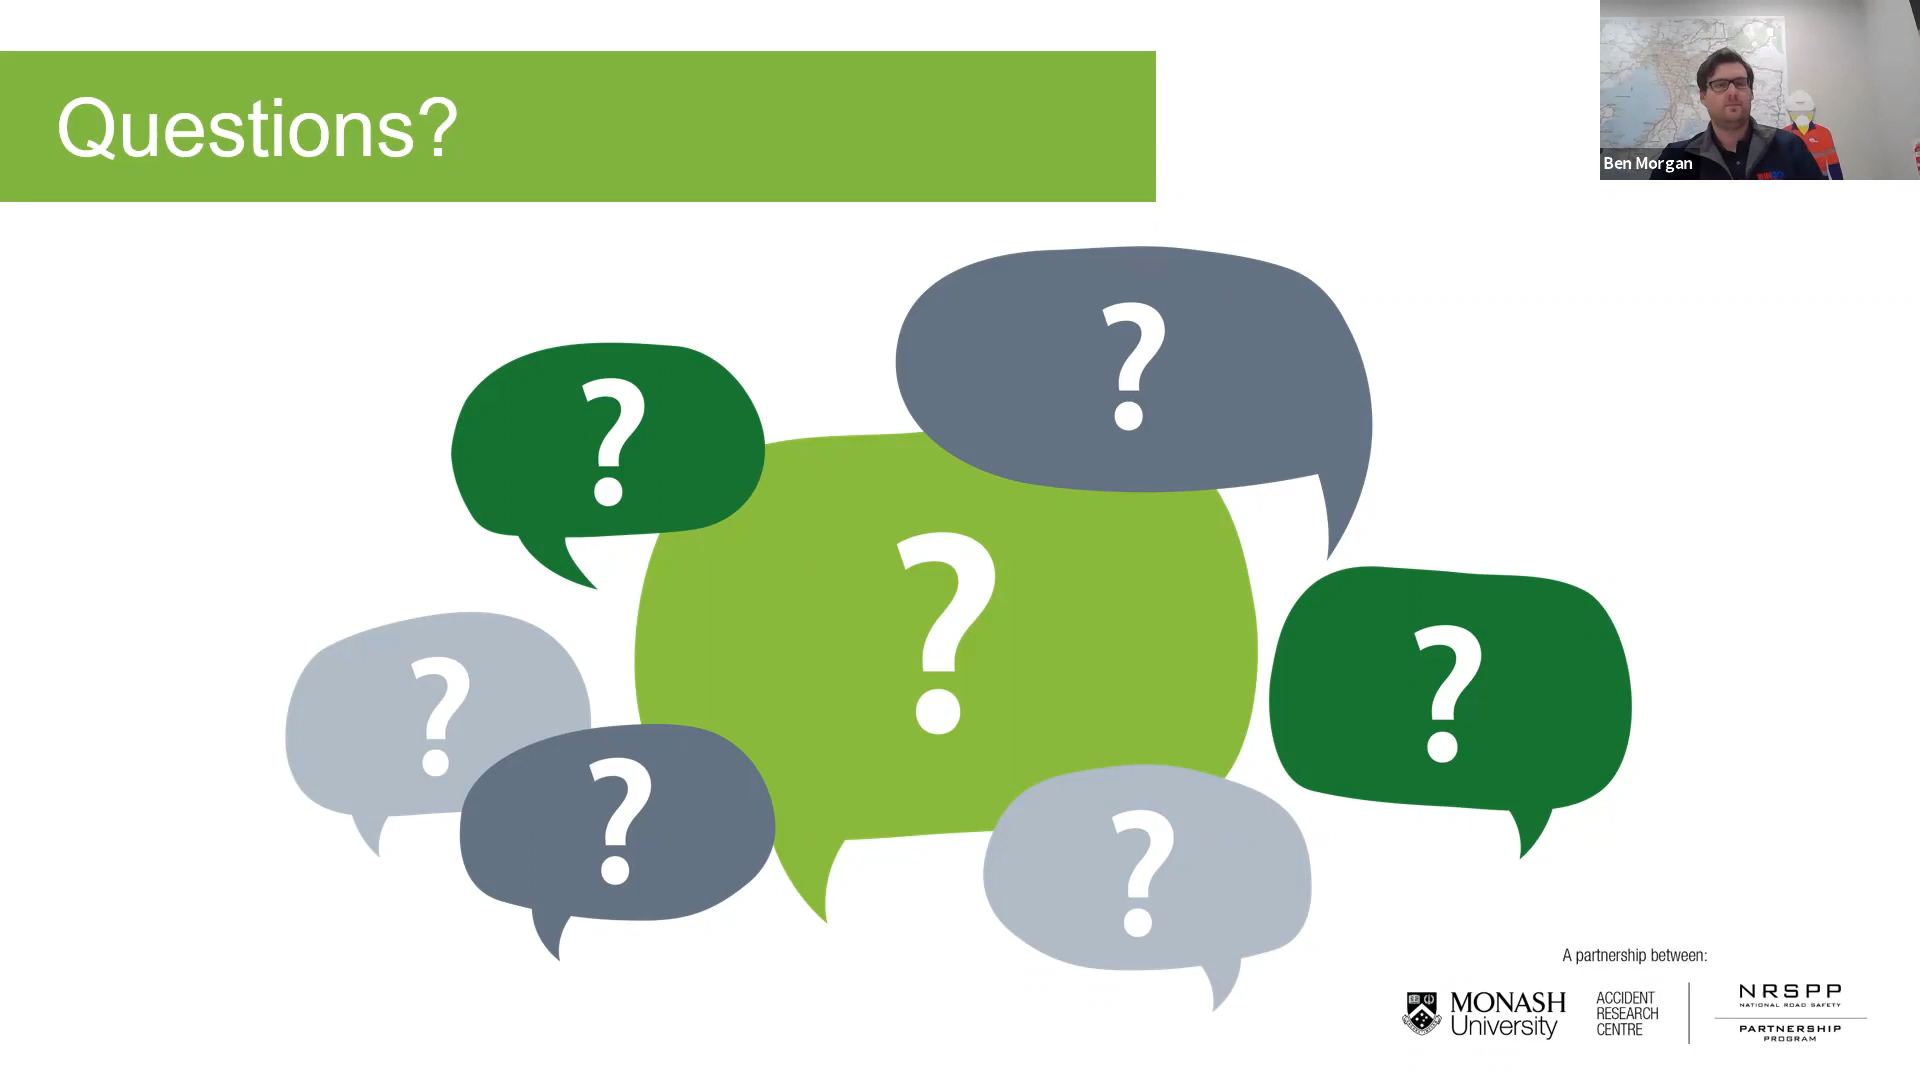 Questions?
Ben Morgan
?
?
?
?
?
?
?
A partnership between:
MONASH
University
ACCIDENT
RESEARCH
CENTRE
NRSPP
NATIONAL ROAD SAFETY
PARTNERSHIP
PROGRAM